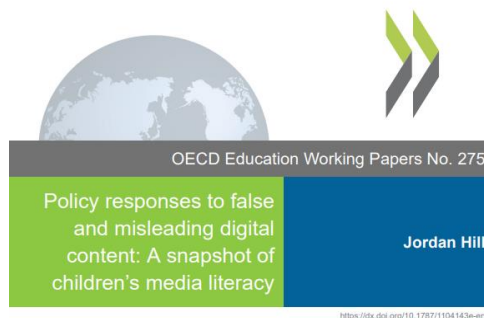 OECD Education Working Papers No. 275
Policy responses to false
and misleading digital
content: A snapshot of
children's media literacy
Jordan Hill
https://dx.doi.org/10.1787/1104143e-en